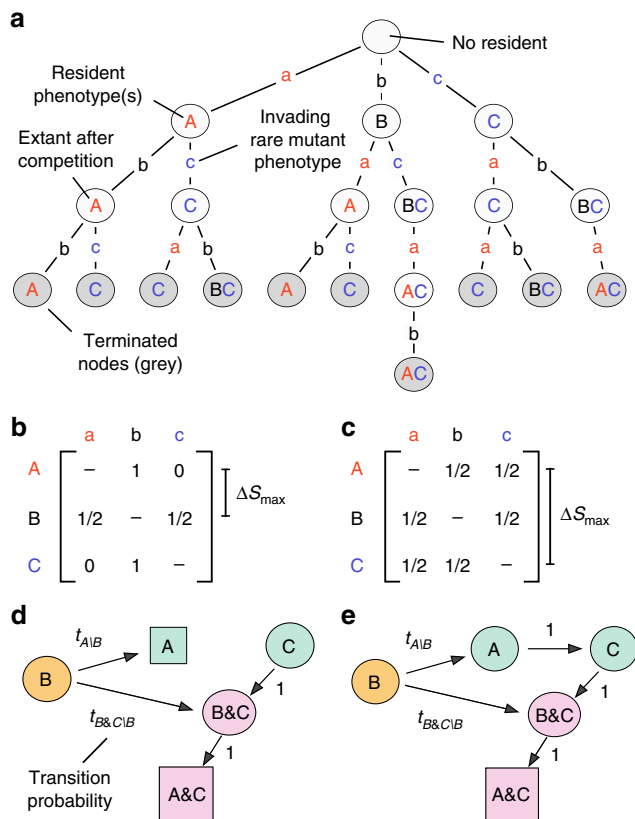 a
No resident
Resident
phenotype(s)
a
b
c
Extant after
competition
A
Invading
rare mutant
phenotype
B
C
b
c
a
c
a
b
A
C
A
BC
C
BC
b
c
a
b
b
c
a
a
b
a
A
C
C
BC
A
C
AC
C
BC
AC
Terminated
nodes (grey)
b
AC
b
a b c
A – 1 0
B 1/2 – 1/2
C 0 1 –
ΔSmax
c
a b c
A – 1/2 1/2
B 1/2 – 1/2
C 1/2 1/2 –
ΔSmax
d
tA\B
A
C
B
1
B&C
tB&C\B
1
Transition
probability
A&C
e
tA\B
1
A
C
B
1
B&C
tB&C\B
1
A&C